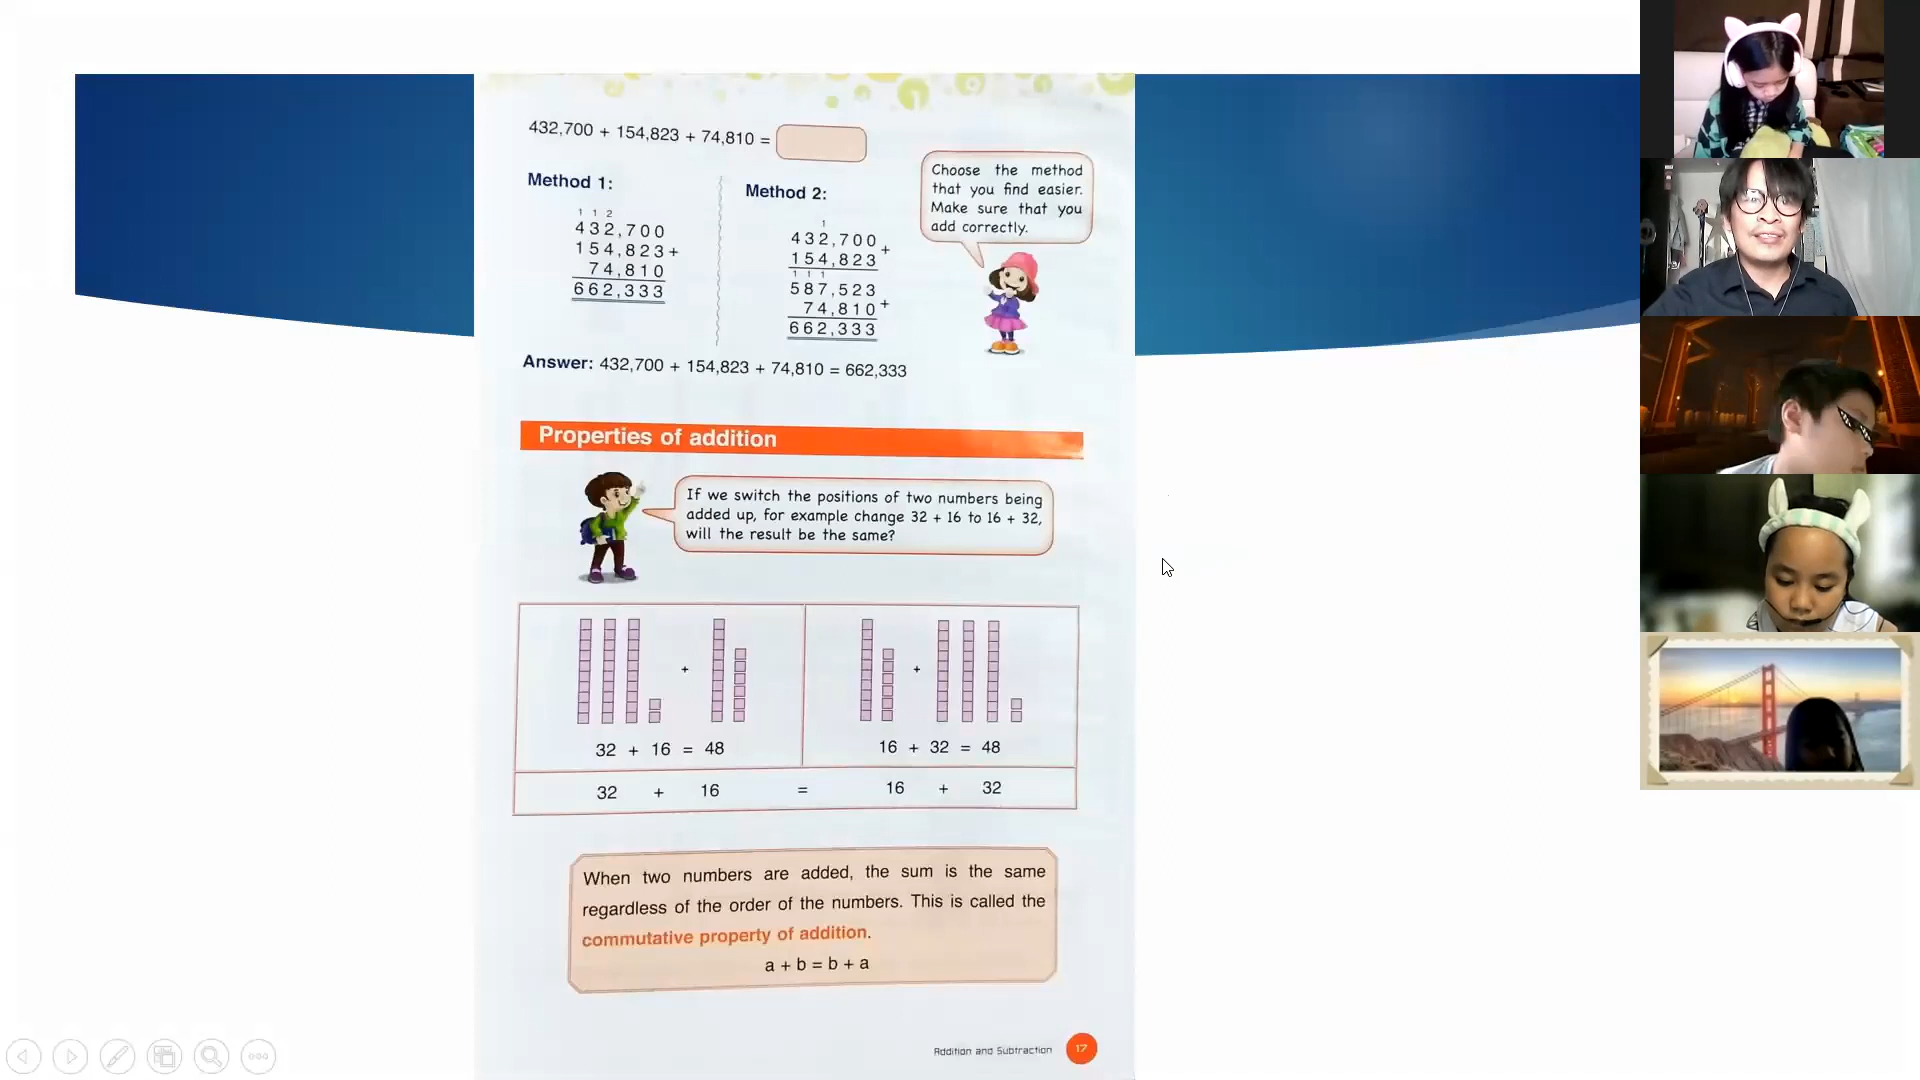 432,700 + 154,823 + 74,810 =
Method 1:
1 1 2
432,700
154,823 +
74,810
662,333
Method 2:
1
432,700 +
154,823
1 1 1
587,523
74,810 +
662,333
Choose the method
that you find easier.
Make sure that you
add correctly.
Answer: 432,700 + 154,823 + 74,810 = 662,333
Properties of addition
If we switch the positions of two numbers being
added up, for example change 32 + 16 to 16 + 32,
will the result be the same?
+
+
32 + 16 = 48
16 + 32 = 48
32 + 16 = 16 + 32
When two numbers are added, the sum is the same
regardless of the order of the numbers. This is called the
commutative property of addition.
a + b = b + a
Addition and Subtraction 17